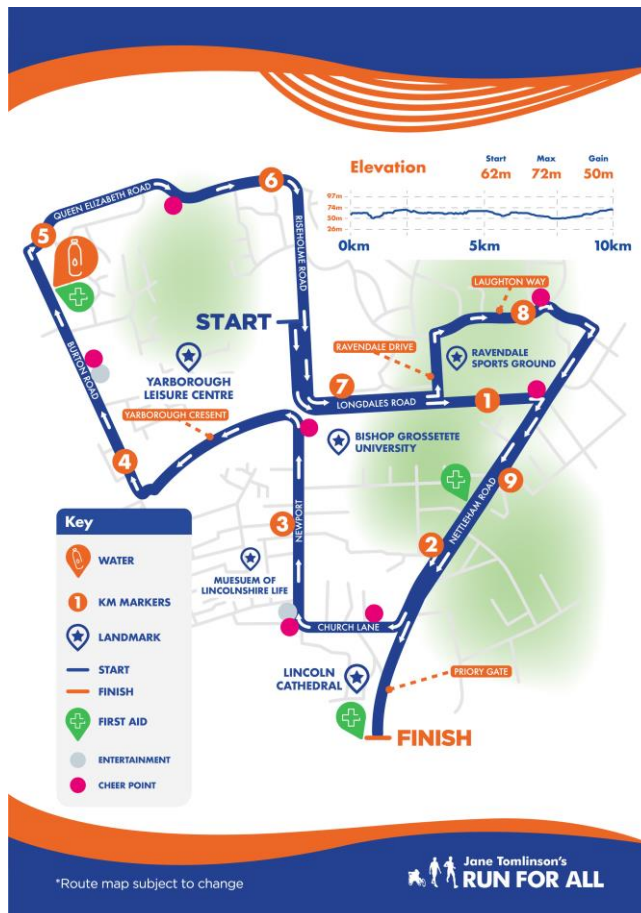 Elevation
Start
62m
Max
72m
Gain
50m
97m
74m
50m
26m
0km
5km
10km
QUEEN ELIZABETH ROAD
6
5
RISEHOLME ROAD
LAUGHTON WAY
8
START
RAVENDALE DRIVE
RAVENDALE
SPORTS GROUND
BURTON ROAD
YARBOROUGH
LEISURE CENTRE
7
LONGDALES ROAD
1
YARBOROUGH CRESENT
BISHOP GROSSETETE
UNIVERSITY
4
9
NETTLEHAM ROAD
3
NEWPORT
2
MUESUEM OF
LINCOLNSHIRE LIFE
CHURCH LANE
LINCOLN
CATHEDRAL
PRIORY GATE
FINISH
Key
WATER
1
KM MARKERS
LANDMARK
START
FINISH
FIRST AID
ENTERTAINMENT
CHEER POINT
*Route map subject to change
Jane Tomlinson's
RUN FOR ALL